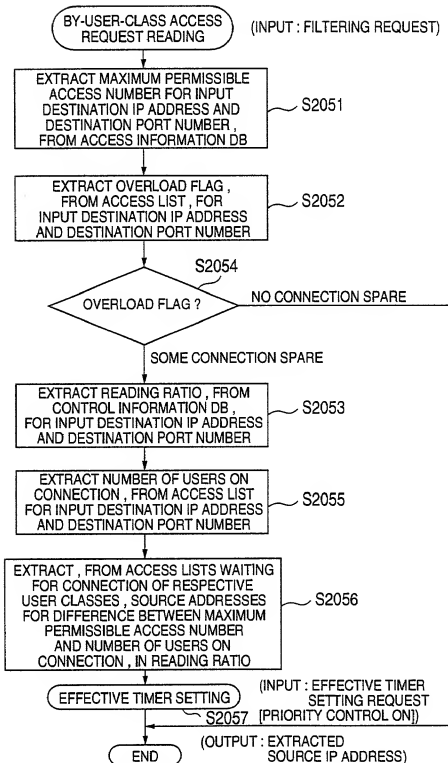 BY-USER-CLASS ACCESS
REQUEST READING
(INPUT : FILTERING REQUEST)
EXTRACT MAXIMUM PERMISSIBLE
ACCESS NUMBER FOR INPUT
DESTINATION IP ADDRESS AND
DESTINATION PORT NUMBER ,
FROM ACCESS INFORMATION DB
S2051
EXTRACT OVERLOAD FLAG ,
FROM ACCESS LIST , FOR
INPUT DESTINATION IP ADDRESS
AND DESTINATION PORT NUMBER
S2052
S2054
OVERLOAD FLAG ?
NO CONNECTION SPARE
SOME CONNECTION SPARE
EXTRACT READING RATIO , FROM
CONTROL INFORMATION DB ,
FOR INPUT DESTINATION IP ADDRESS
AND DESTINATION PORT NUMBER
S2053
EXTRACT NUMBER OF USERS ON
CONNECTION , FROM ACCESS LIST
FOR INPUT DESTINATION IP ADDRESS
AND DESTINATION PORT NUMBER
S2055
EXTRACT , FROM ACCESS LISTS WAITING
FOR CONNECTION OF RESPECTIVE
USER CLASSES , SOURCE ADDRESSES
FOR DIFFERENCE BETWEEN MAXIMUM
PERMISSIBLE ACCESS NUMBER
AND NUMBER OF USERS ON
CONNECTION , IN READING RATIO
S2056
EFFECTIVE TIMER SETTING
(INPUT : EFFECTIVE TIMER
SETTING REQUEST
[PRIORITY CONTROL ON])
S2057
END
(OUTPUT : EXTRACTED
SOURCE IP ADDRESS)